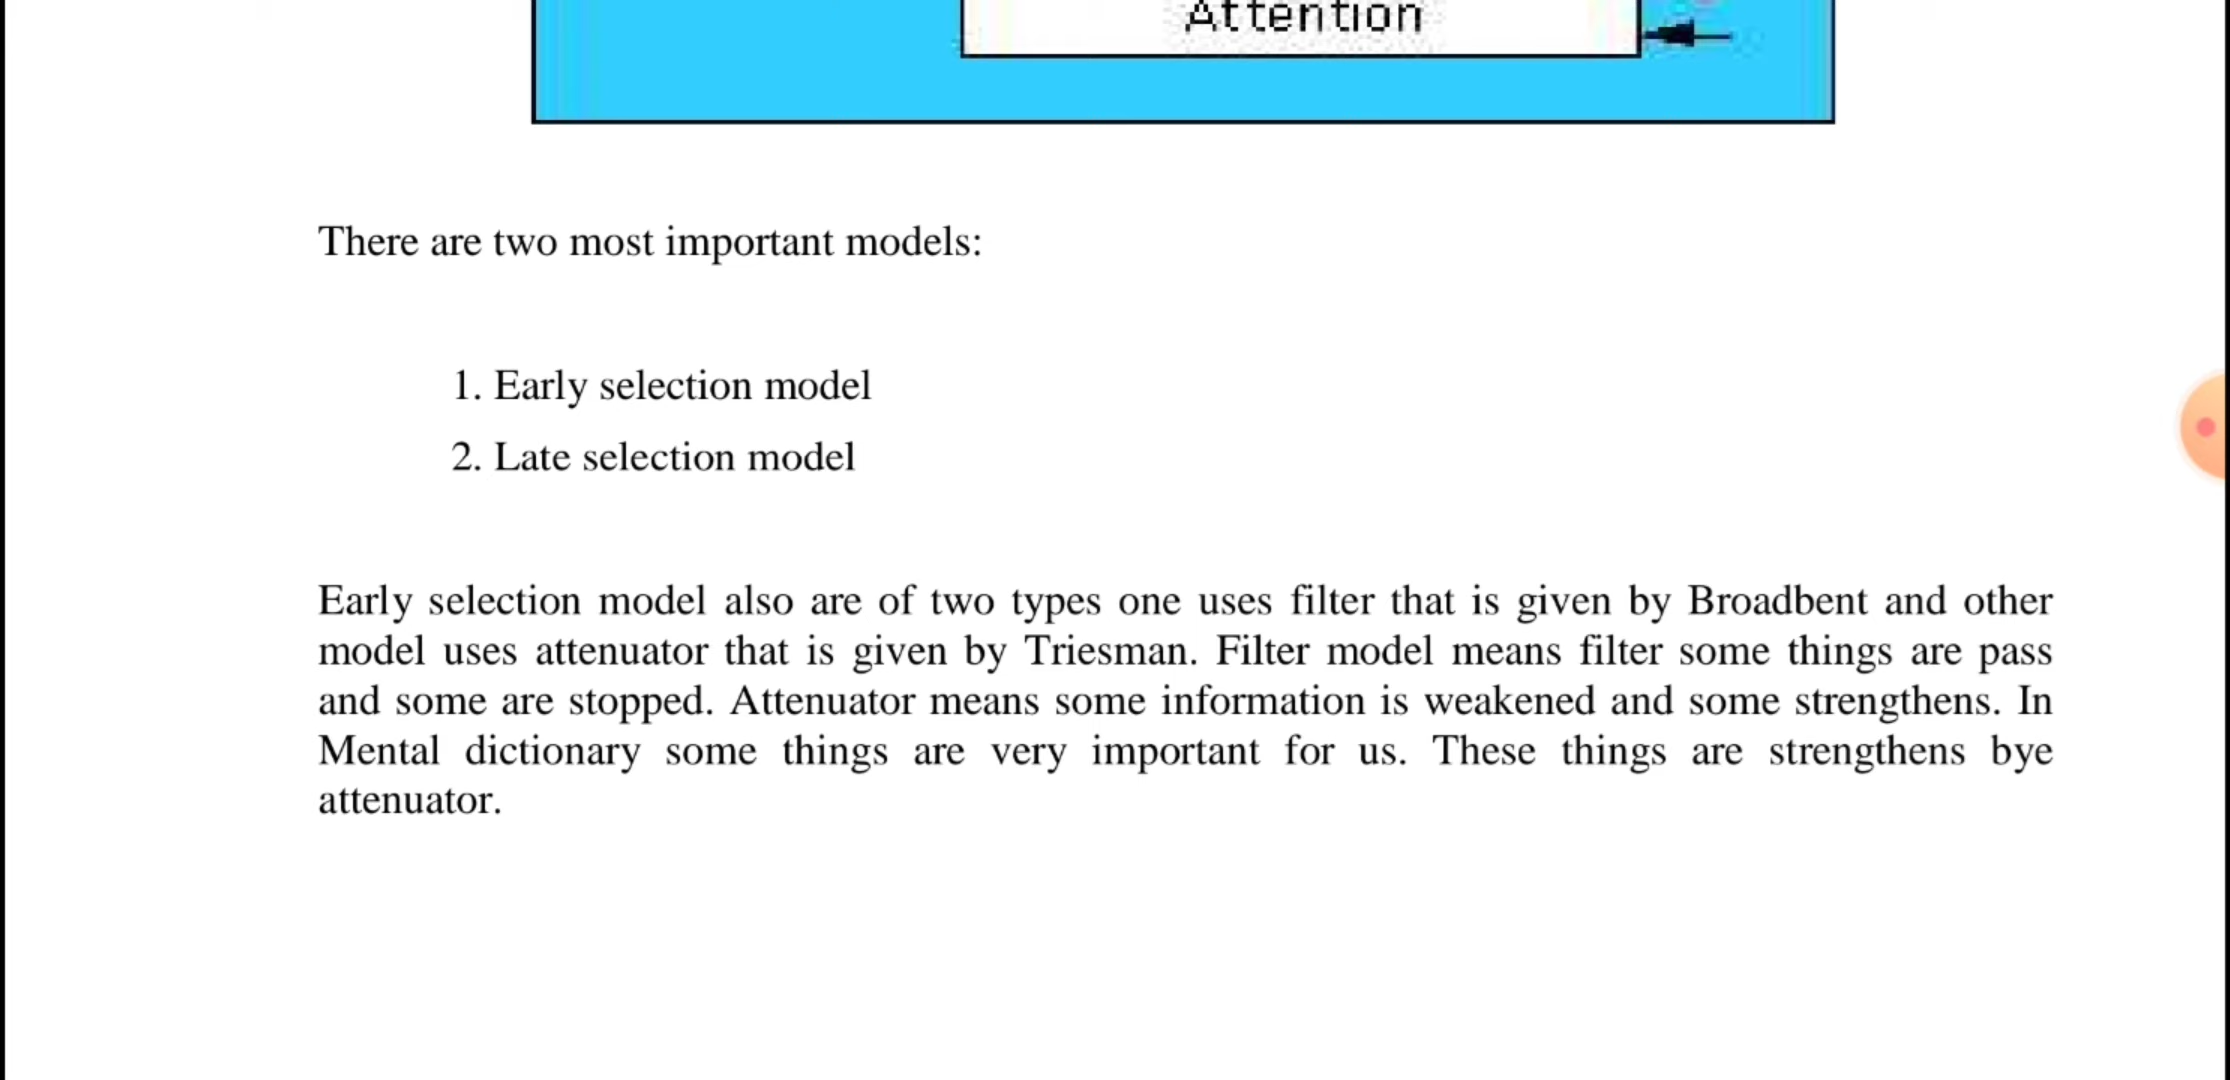 Attention
There are two most important models:
1. Early selection model
2. Late selection model
Early selection model also are of two types one uses filter that is given by Broadbent and other
model uses attenuator that is given by Triesman. Filter model means filter some things are pass
and some are stopped. Attenuator means some information is weakened and some strengthens. In
Mental dictionary some things are very important for us. These things are strengthens bye
attenuator.